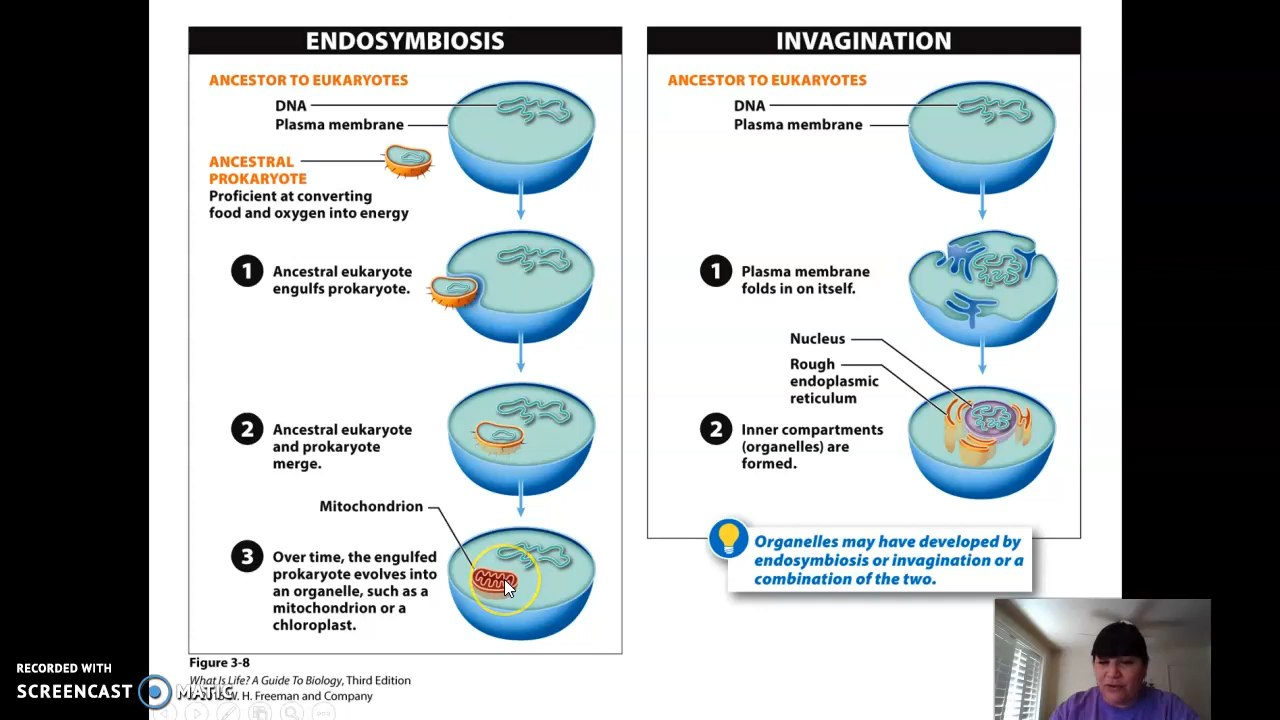 ENDOSYMBIOSIS
ANCESTOR TO EUKARYOTES
DNA
Plasma membrane
ANCESTRAL
PROKARYOTE
Proficient at converting
food and oxygen into energy
1
Ancestral eukaryote
engulfs prokaryote.
2
Ancestral eukaryote
and prokaryote
merge.
Mitochondrion
3
Over time, the engulfed
prokaryote evolves into
an organelle, such as a
mitochondrion or a
chloroplast.
INVAGINATION
ANCESTOR TO EUKARYOTES
DNA
Plasma membrane
1
Plasma membrane
folds in on itself.
Nucleus
Rough
endoplasmic
reticulum
2
Inner compartments
(organelles) are
formed.
Organelles may have developed by
endosymbiosis or invagination or a
combination of the two.
Figure 3-8
What Is Life? A Guide To Biology, Third Edition
W. H. Freeman and Company
RECORDED WITH
SCREENCAST MATIC